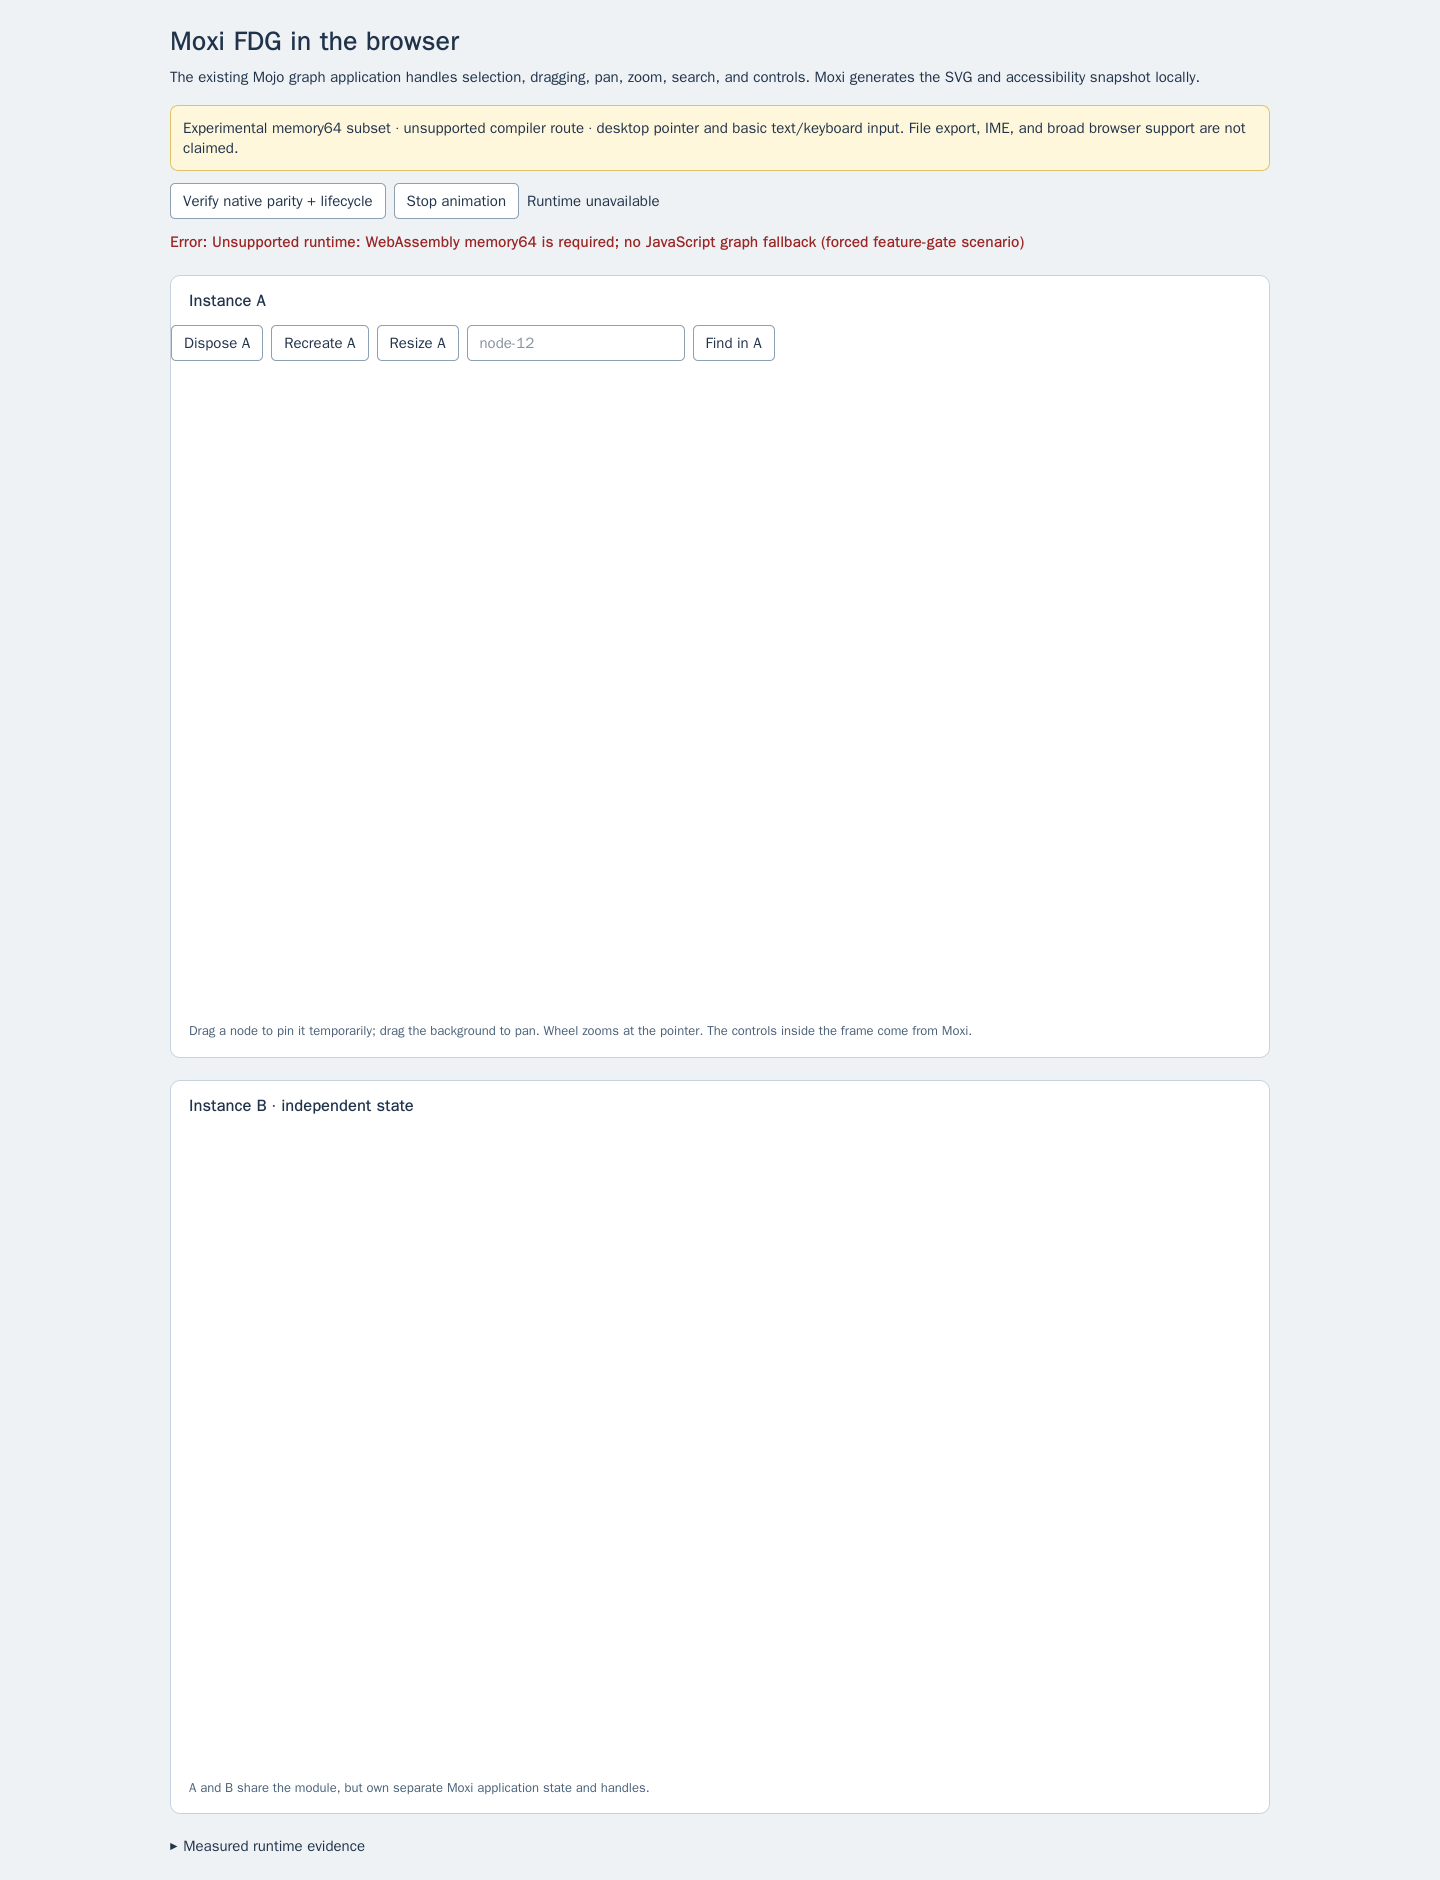 Moxi FDG in the browser
The existing Mojo graph application handles selection, dragging, pan, zoom, search, and controls. Moxi generates the SVG and accessibility snapshot locally.
Experimental memory64 subset · unsupported compiler route · desktop pointer and basic text/keyboard input. File export, IME, and broad browser support are not
claimed.
Verify native parity + lifecycle Stop animation Runtime unavailable
Error: Unsupported runtime: WebAssembly memory64 is required; no JavaScript graph fallback (forced feature-gate scenario)
Instance A
Dispose A Recreate A Resize A node-12 Find in A
Drag a node to pin it temporarily; drag the background to pan. Wheel zooms at the pointer. The controls inside the frame come from Moxi.
Instance B · independent state
A and B share the module, but own separate Moxi application state and handles.
▸ Measured runtime evidence